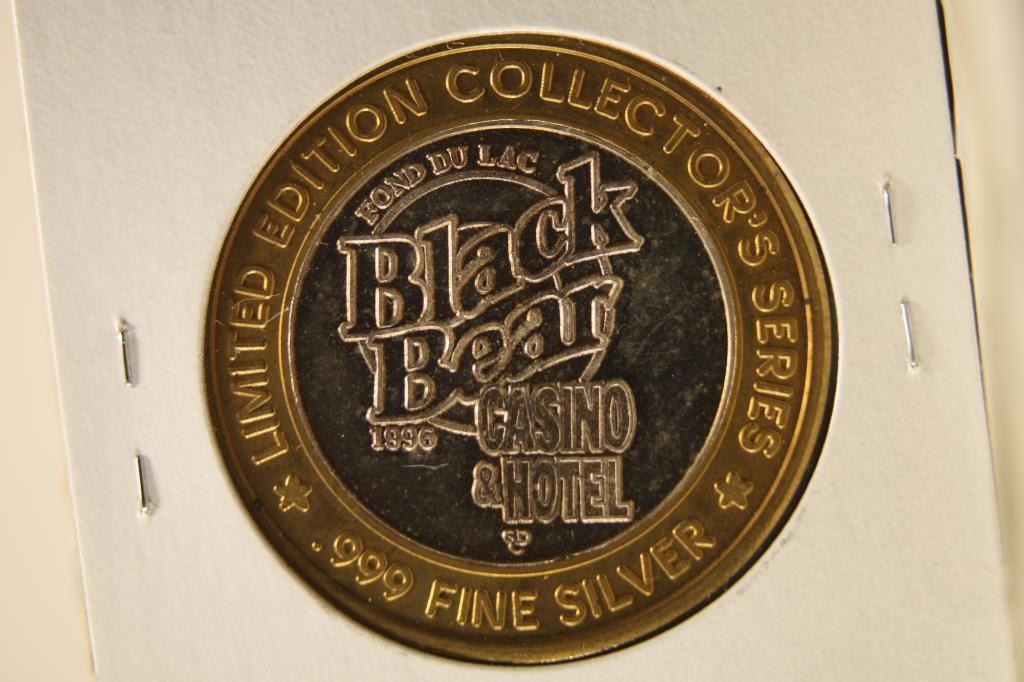 LIMITED EDITION COLLECTOR'S SERIES
.999 FINE SILVER
FOND DU LAC
Black
Bear
CASINO
& HOTEL
1996